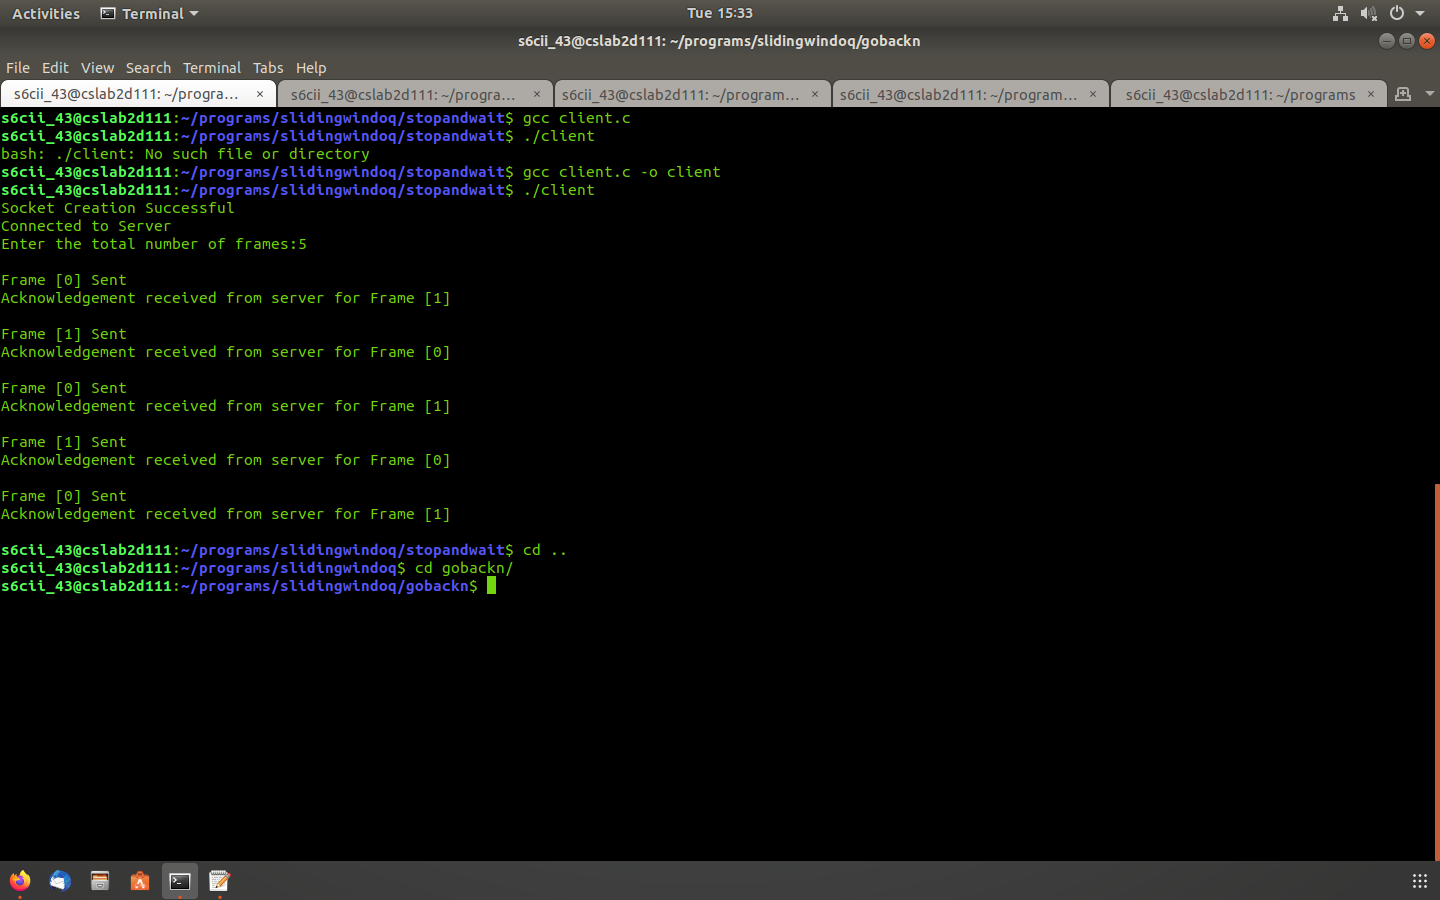 Activities Terminal Tue 15:33
s6cii_43@cslab2d111: ~/programs/slidingwindoq/gobackn
File Edit View Search Terminal Tabs Help
s6cii_43@cslab2d111: ~/progra... × s6cii_43@cslab2d111: ~/progra... × s6cii_43@cslab2d111: ~/program... × s6cii_43@cslab2d111: ~/program... × s6cii_43@cslab2d111: ~/programs ×
s6cii_43@cslab2d111:~/programs/slidingwindoq/stopandwait$ gcc client.c
s6cii_43@cslab2d111:~/programs/slidingwindoq/stopandwait$ ./client
bash: ./client: No such file or directory
s6cii_43@cslab2d111:~/programs/slidingwindoq/stopandwait$ gcc client.c -o client
s6cii_43@cslab2d111:~/programs/slidingwindoq/stopandwait$ ./client
Socket Creation Successful
Connected to Server
Enter the total number of frames:5
Frame [0] Sent
Acknowledgement received from server for Frame [1]
Frame [1] Sent
Acknowledgement received from server for Frame [0]
Frame [0] Sent
Acknowledgement received from server for Frame [1]
Frame [1] Sent
Acknowledgement received from server for Frame [0]
Frame [0] Sent
Acknowledgement received from server for Frame [1]
s6cii_43@cslab2d111:~/programs/slidingwindoq/stopandwait$ cd ..
s6cii_43@cslab2d111:~/programs/slidingwindoq$ cd gobackn/
s6cii_43@cslab2d111:~/programs/slidingwindoq/gobackn$